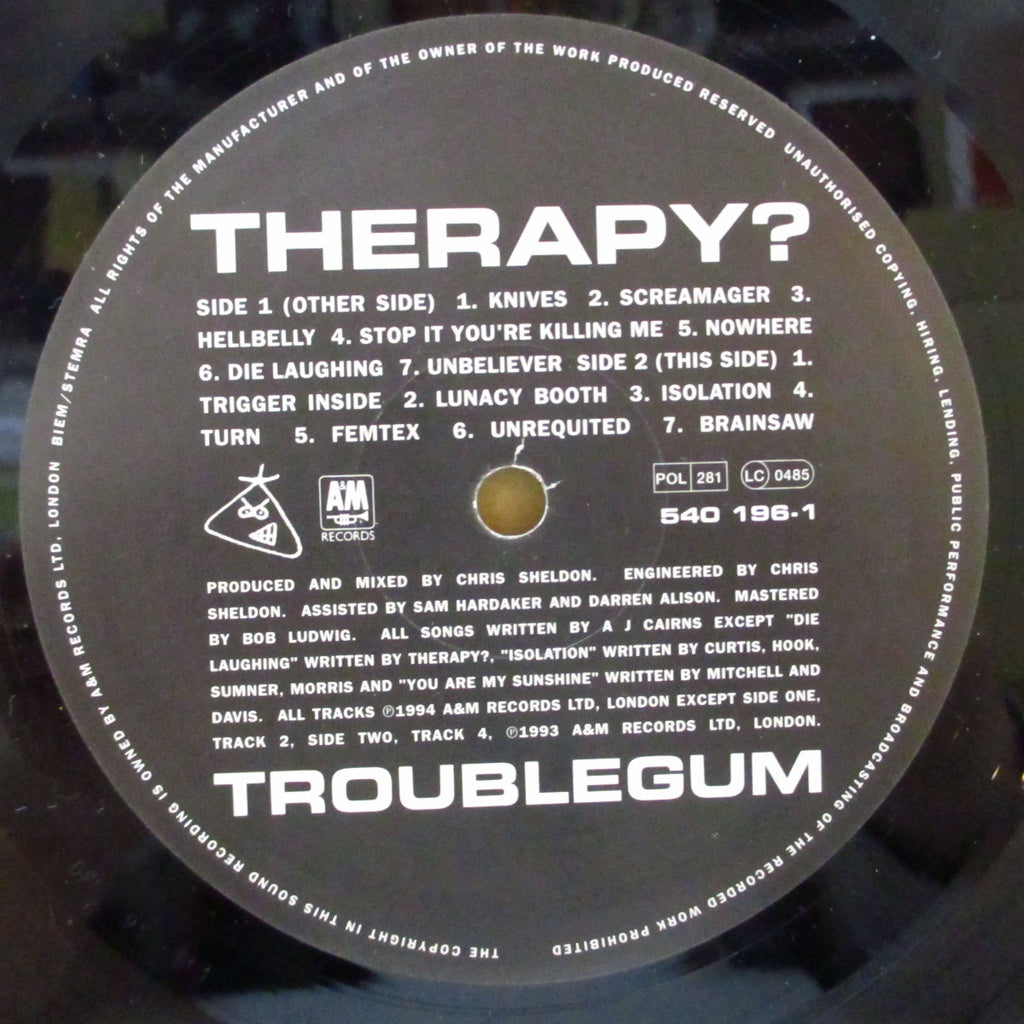 THERAPY?
SIDE 1 (OTHER SIDE) 1. KNIVES 2. SCREAMAGER 3.
HELLBELLY 4. STOP IT YOU'RE KILLING ME 5. NOWHERE
6. DIE LAUGHING 7. UNBELIEVER SIDE 2 (THIS SIDE) 1.
TRIGGER INSIDE 2. LUNACY BOOTH 3. ISOLATION 4.
TURN 5. FEMTEX 6. UNREQUITED 7. BRAINSAW
A&M
RECORDS
POL 281 LC 0485
540 196-1
PRODUCED AND MIXED BY CHRIS SHELDON. ENGINEERED BY CHRIS
SHELDON. ASSISTED BY SAM HARDAKER AND DARREN ALISON. MASTERED
BY BOB LUDWIG. ALL SONGS WRITTEN BY A J CAIRNS EXCEPT "DIE
LAUGHING" WRITTEN BY THERAPY?, "ISOLATION" WRITTEN BY CURTIS, HOOK,
SUMNER, MORRIS AND "YOU ARE MY SUNSHINE" WRITTEN BY MITCHELL AND
DAVIS. ALL TRACKS ℗1994 A&M RECORDS LTD, LONDON EXCEPT SIDE ONE,
TRACK 2, SIDE TWO, TRACK 4, ℗1993 A&M RECORDS LTD, LONDON.
TROUBLEGUM
THE COPYRIGHT IN THIS SOUND RECORDING IS OWNED BY A&M RECORDS LTD, LONDON BIEM/STEMRA ALL RIGHTS OF THE MANUFACTURER AND OF THE OWNER OF THE WORK PRODUCED RESERVED UNAUTHORISED COPYING, HIRING, LENDING, PUBLIC PERFORMANCE AND BROADCASTING OF THE RECORDED WORK PROHIBITED